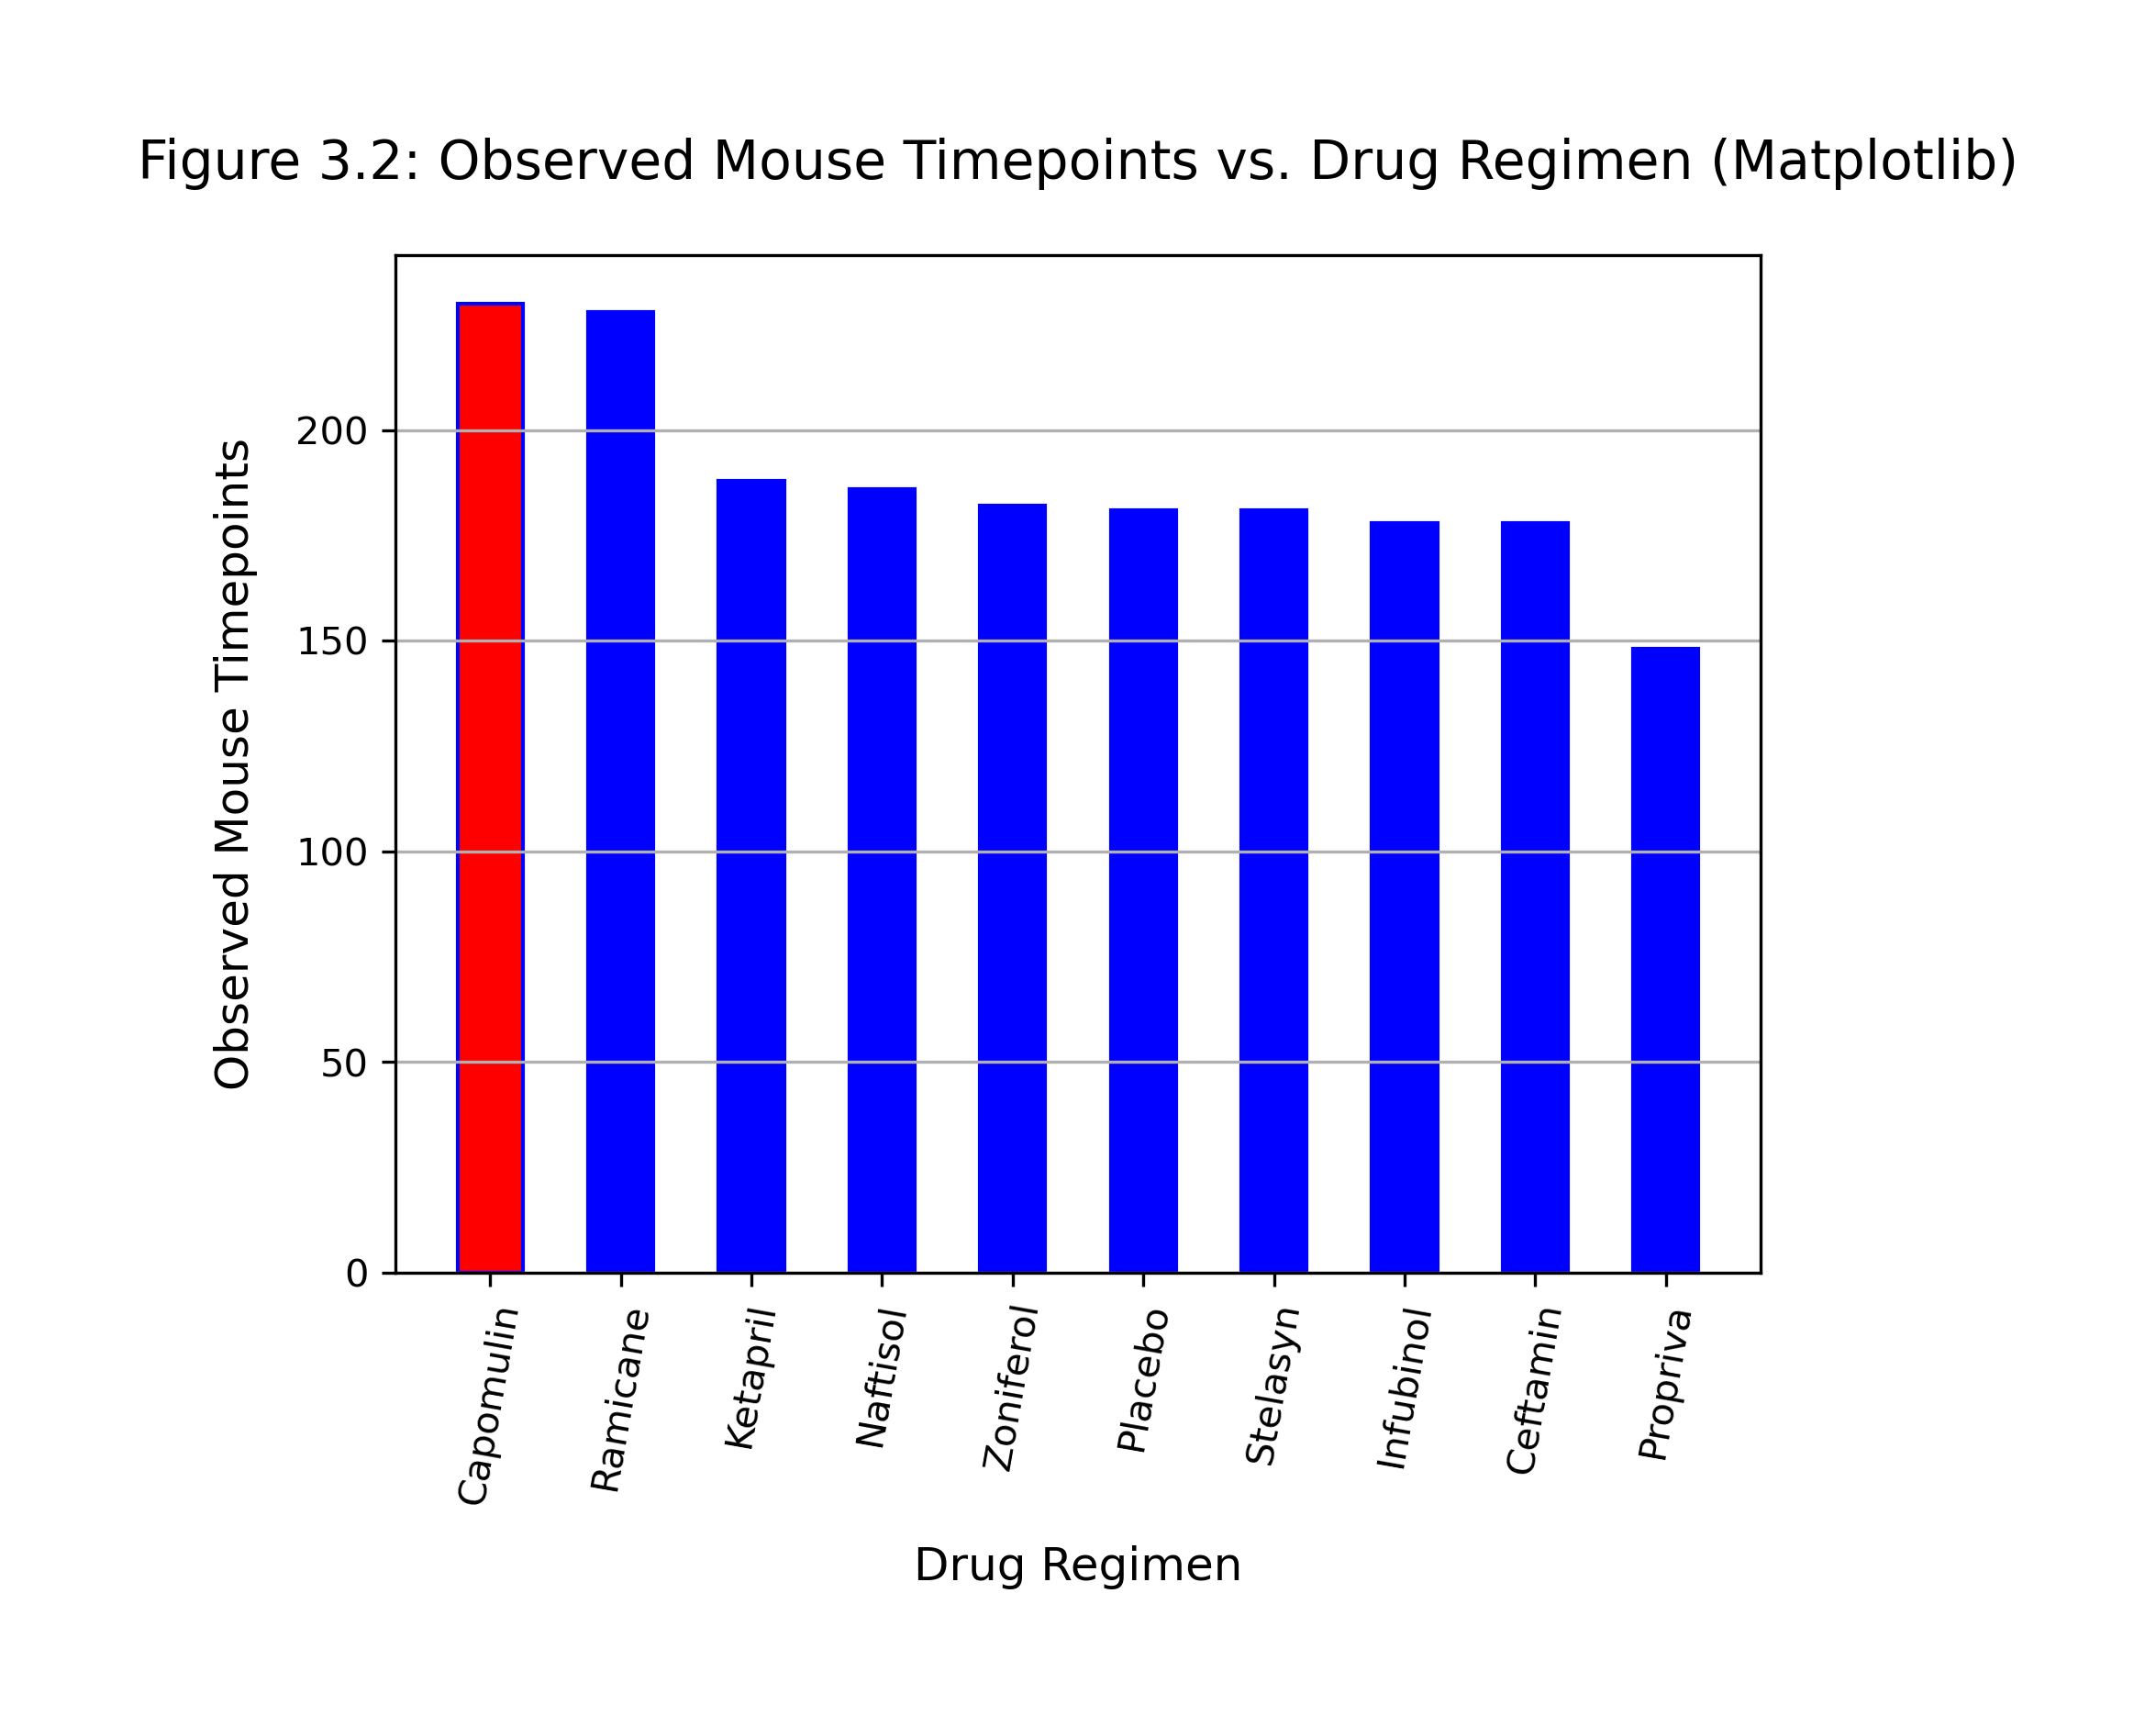 Figure 3.2: Observed Mouse Timepoints vs. Drug Regimen (Matplotlib)
Observed Mouse Timepoints
200
150
100
50
0
Capomulin
Ramicane
Ketapril
Naftisol
Zoniferol
Placebo
Stelasyn
Infubinol
Ceftamin
Propriva
Drug Regimen